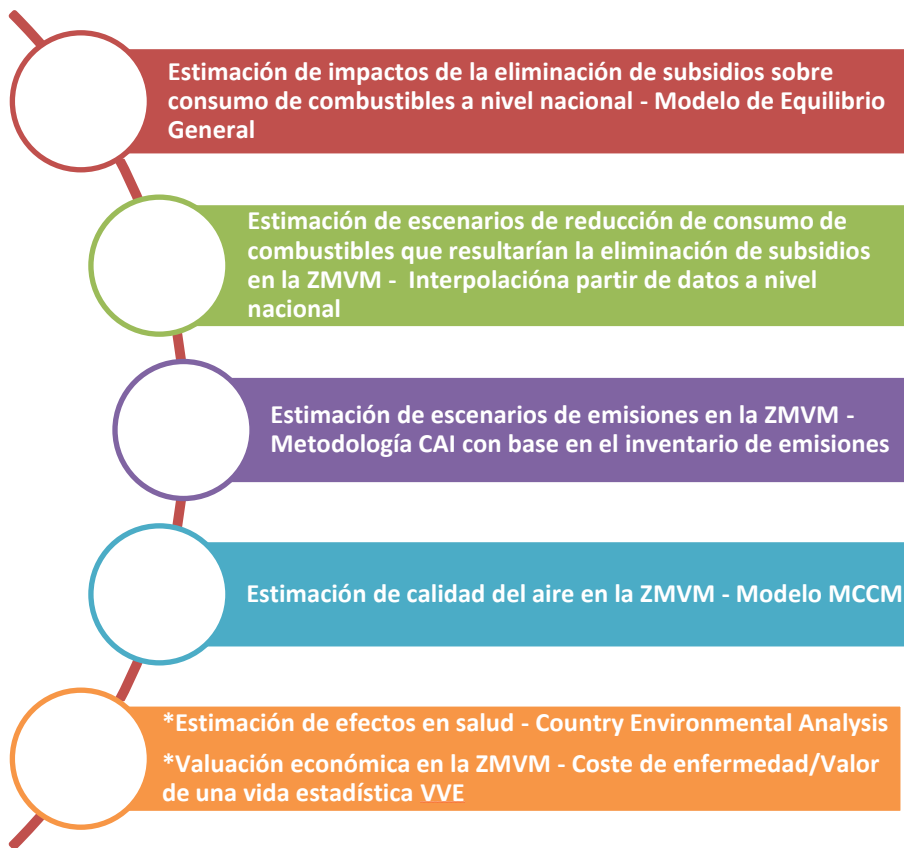 Estimación de impactos de la eliminación de subsidios sobre
consumo de combustibles a nivel nacional - Modelo de Equilibrio
General
Estimación de escenarios de reducción de consumo de
combustibles que resultarían la eliminación de subsidios
en la ZMVM -  Interpolacióna partir de datos a nivel
nacional
Estimación de escenarios de emisiones en la ZMVM -
Metodología CAI con base en el inventario de emisiones
Estimación de calidad del aire en la ZMVM - Modelo MCCM
*Estimación de efectos en salud - Country Environmental Analysis
*Valuación económica en la ZMVM - Coste de enfermedad/Valor
de una vida estadística VVE